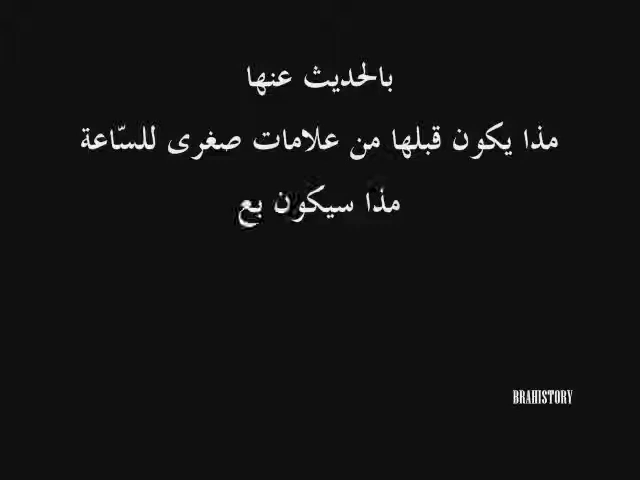 بالحديث عنها
مذا يكون قبلها من علامات صغرى للسّاعة
مذا سيكون بع
BRAHISTORY